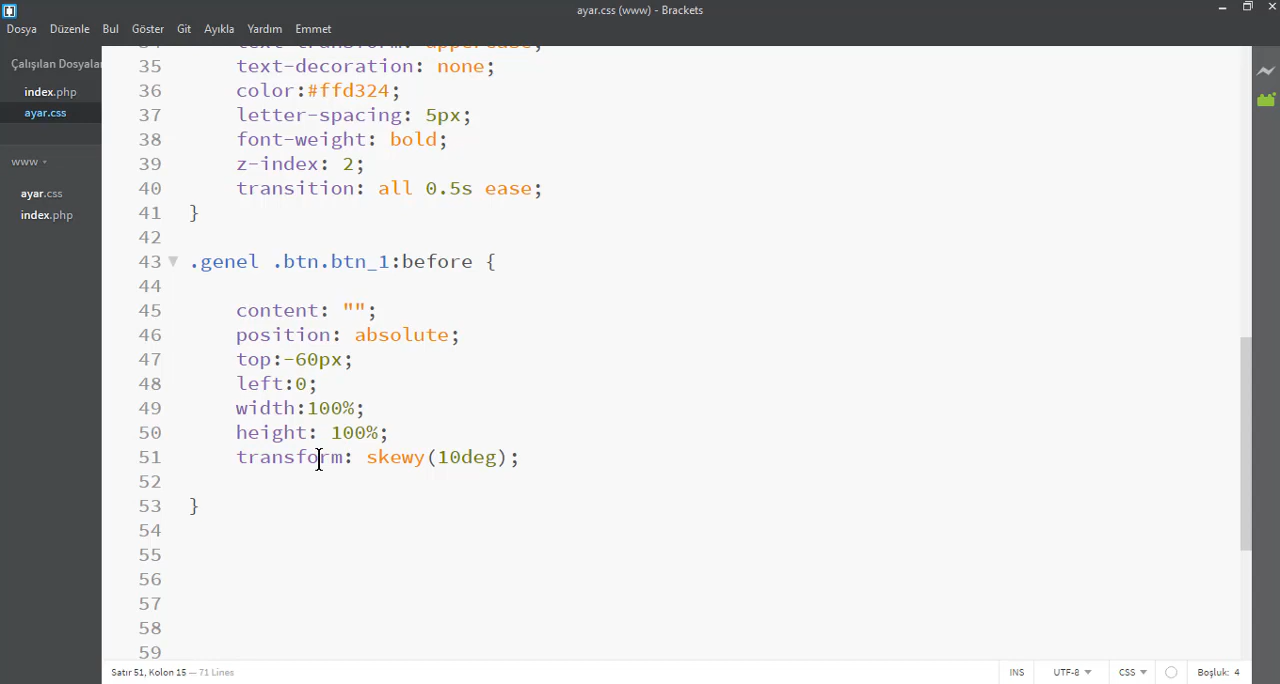 ayar.css (www) - Brackets
Dosya Düzenle Bul Göster Git Ayıkla Yardım Emmet
Çalışılan Dosyalar
index.php
ayar.css
www
ayar.css
index.php
34 text-transform: uppercase;
35 text-decoration: none;
36 color:#ffd324;
37 letter-spacing: 5px;
38 font-weight: bold;
39 z-index: 2;
40 transition: all 0.5s ease;
41 }
42
43 .genel .btn.btn_1:before {
44
45 content: "";
46 position: absolute;
47 top:-60px;
48 left:0;
49 width:100%;
50 height: 100%;
51 transform: skewy(10deg);
52
53 }
54
55
56
57
58
59
Satır 51, Kolon 15 — 71 Lines
INS UTF-8 CSS Boşluk: 4